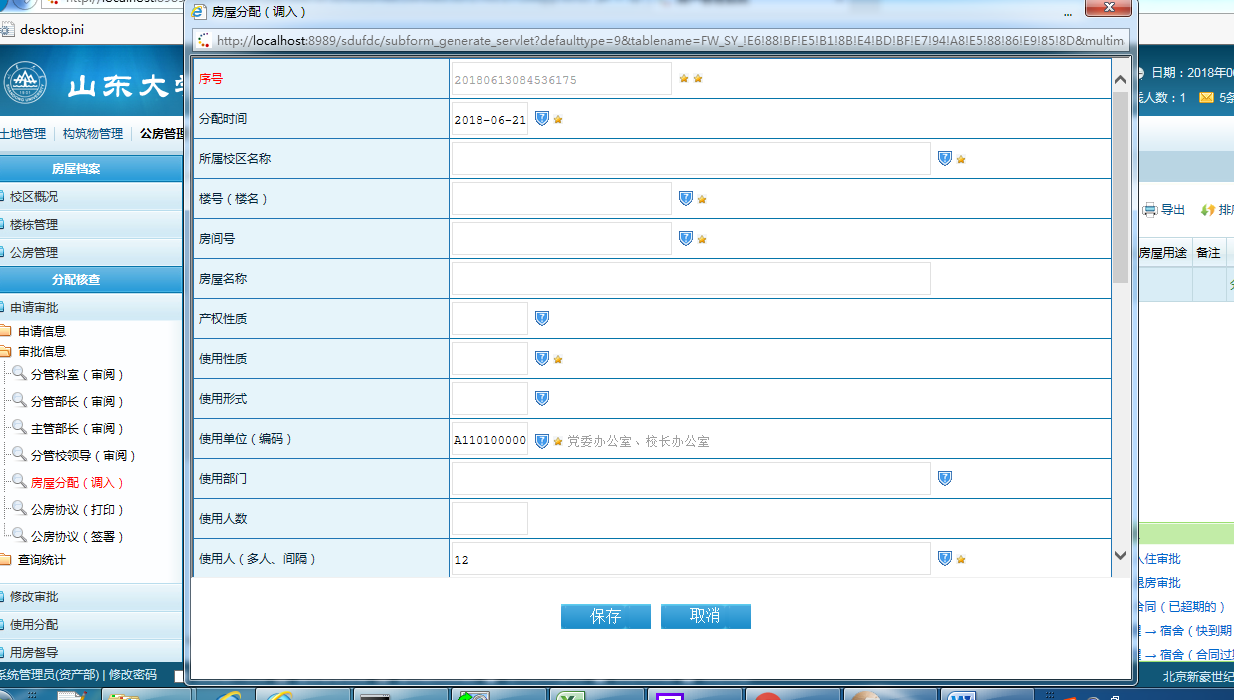 房屋分配（调入）
...
desktop.ini
http://localhost:8989/sdufdc/subform_generate_servlet?defaulttype=9&tablename=FW_SY_!E6!88!BF!E5!B1!8B!E4!BD!BF!E7!94!A8!E5!88!86!E9!85!8D&multim
山东大
日期：2018年0
线人数：1 5条
土地管理 构筑物管理 公房管理
房屋档案
校区概况
楼栋管理
公房管理
分配核查
申请审批
申请信息
审批信息
分管科室（审阅）
分管部长（审阅）
主管部长（审阅）
分管校领导（审阅）
房屋分配（调入）
公房协议（打印）
公房协议（签署）
查询统计
修改审批
使用分配
用房督导
系统管理员(资产部) | 修改密码
序号 20180613084536175
分配时间 2018-06-21
所属校区名称
楼号（楼名）
房间号
房屋名称
产权性质
使用性质
使用形式
使用单位（编码） A110100000 党委办公室、校长办公室
使用部门
使用人数
使用人（多人、间隔） 12
保存 取消
导出 排
房屋用途 备注
入住审批
退房审批
合同（已超期的）
→ 宿舍（快到期
→ 宿舍（合同过期
北京新豪世纪